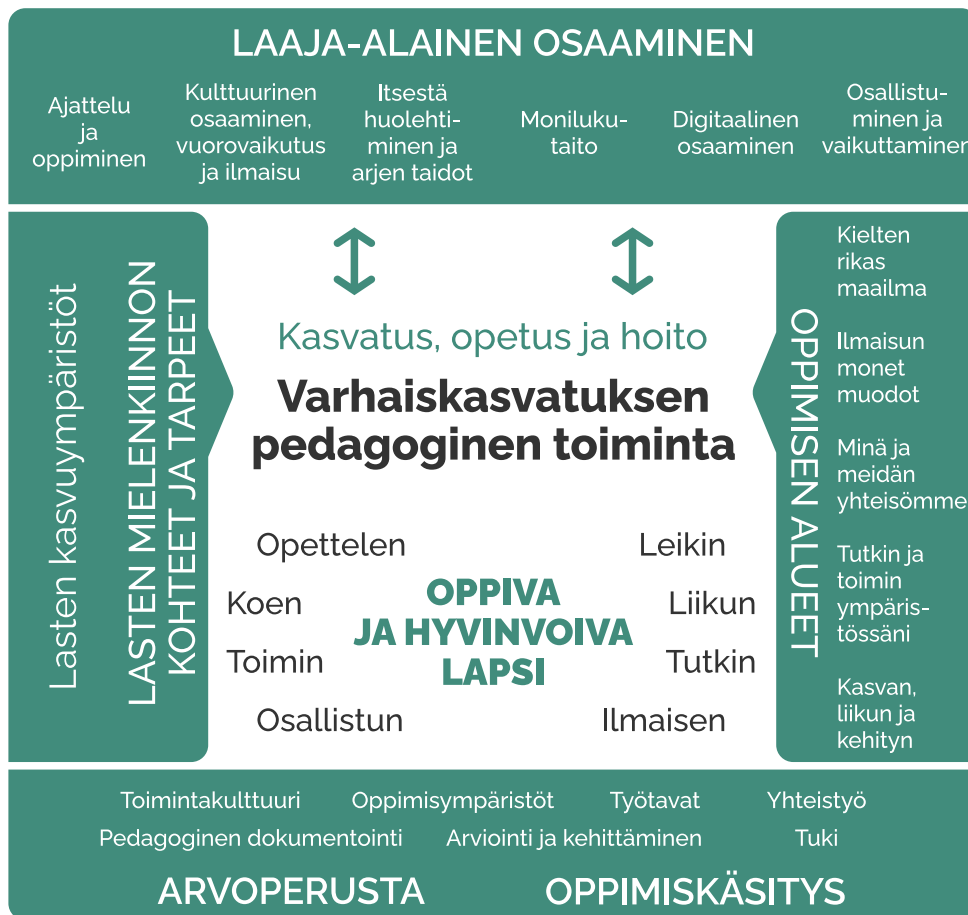 LAAJA-ALAINEN OSAAMINEN
Ajattelu
ja
oppiminen
Kulttuurinen
osaaminen,
vuorovaikutus
ja ilmaisu
Itsestä
huolehti-
minen ja
arjen taidot
Moniluku-
taito
Digitaalinen
osaaminen
Osallistu-
minen ja
vaikuttaminen
Lasten kasvuympäristöt
LASTEN MIELENKIINNON
KOHTEET JA TARPEET
Kasvatus, opetus ja hoito
Varhaiskasvatuksen
pedagoginen toiminta
Opettelen
Koen
Toimin
Osallistun
OPPIVA
JA HYVINVOIVA
LAPSI
Leikin
Liikun
Tutkin
Ilmaisen
OPPIMISEN ALUEET
Kielten
rikas
maailma
Ilmaisun
monet
muodot
Minä ja
meidän
yhteisömme
Tutkin ja
toimin
ympäris-
tössäni
Kasvan,
liikun ja
kehityn
Toimintakulttuuri Oppimisympäristöt Työtavat Yhteistyö
Pedagoginen dokumentointi Arviointi ja kehittäminen Tuki
ARVOPERUSTA OPPIMISKÄSITYS